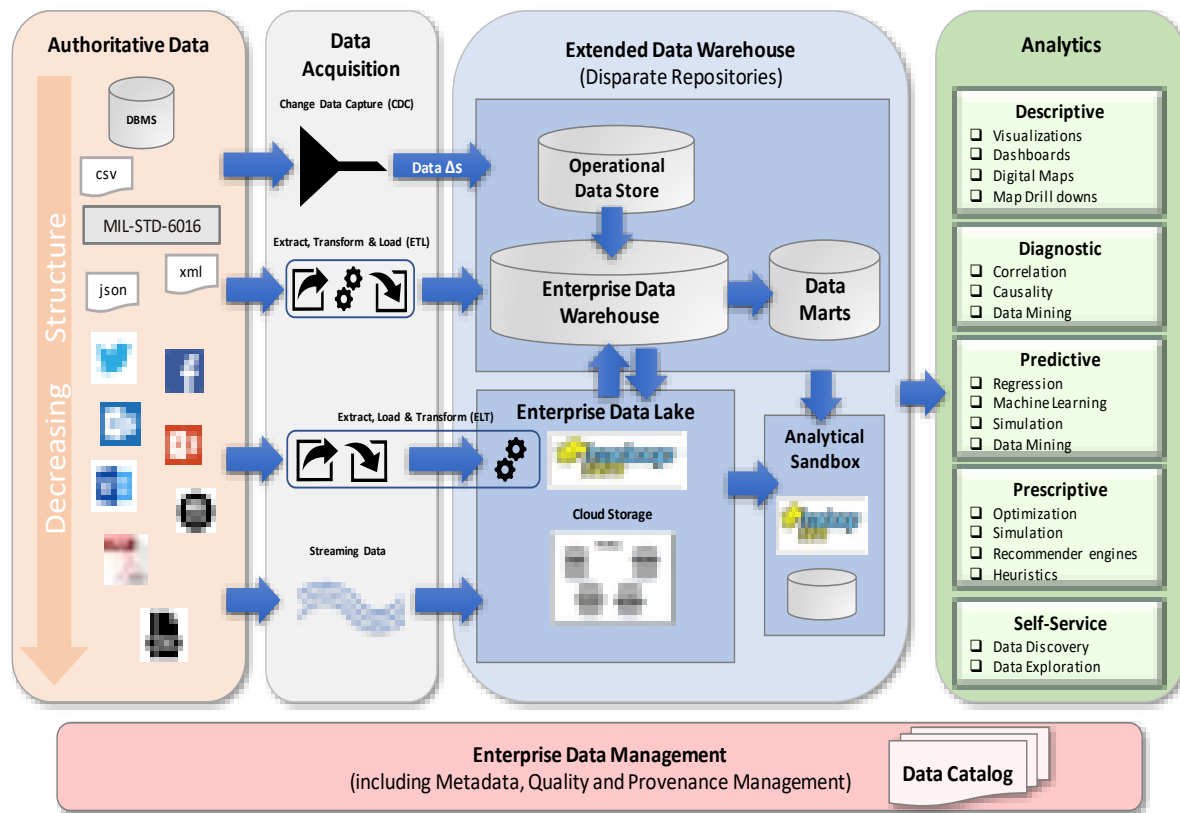 Authoritative Data
DBMS
csv
MIL-STD-6016
xml
json
Decreasing Structure
Data
Acquisition
Change Data Capture (CDC)
Data Δs
Extract, Transform & Load (ETL)
Extract, Load & Transform (ELT)
Streaming Data
Extended Data Warehouse
(Disparate Repositories)
Operational
Data Store
Enterprise Data
Warehouse
Data
Marts
Enterprise Data Lake
Cloud Storage
Analytical
Sandbox
Analytics
Descriptive
Visualizations
Dashboards
Digital Maps
Map Drill downs
Diagnostic
Correlation
Causality
Data Mining
Predictive
Regression
Machine Learning
Simulation
Data Mining
Prescriptive
Optimization
Simulation
Recommender engines
Heuristics
Self-Service
Data Discovery
Data Exploration
Enterprise Data Management
(including Metadata, Quality and Provenance Management)
Data Catalog